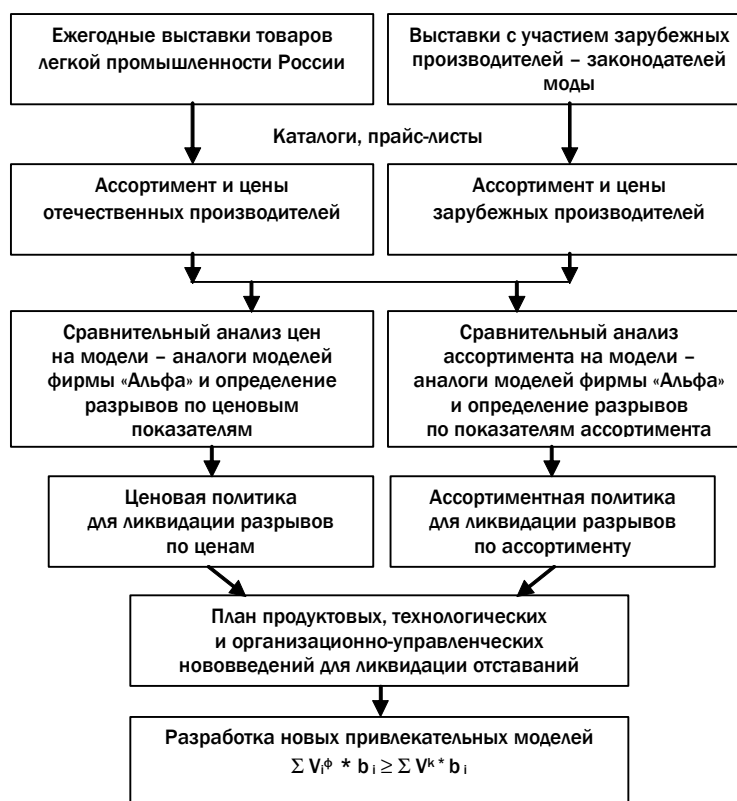 Ежегодные выставки товаров
легкой промышленности России
Выставки с участием зарубежных
производителей – законодателей
моды
Каталоги, прайс-листы
Ассортимент и цены
отечественных производителей
Ассортимент и цены
зарубежных производителей
Сравнительный анализ цен
на модели – аналоги моделей
фирмы «Альфа» и определение
разрывов по ценовым
показателям
Сравнительный анализ
ассортимента на модели –
аналоги моделей фирмы «Альфа»
и определение разрывов
по показателям ассортимента
Ценовая политика
для ликвидации разрывов
по ценам
Ассортиментная политика
для ликвидации разрывов
по ассортименту
План продуктовых, технологических
и организационно-управленческих
нововведений для ликвидации отставаний
Разработка новых привлекательных моделей
Σ Vᵢᶲ * b ᵢ ≥ Σ Vᵏ * b ᵢ